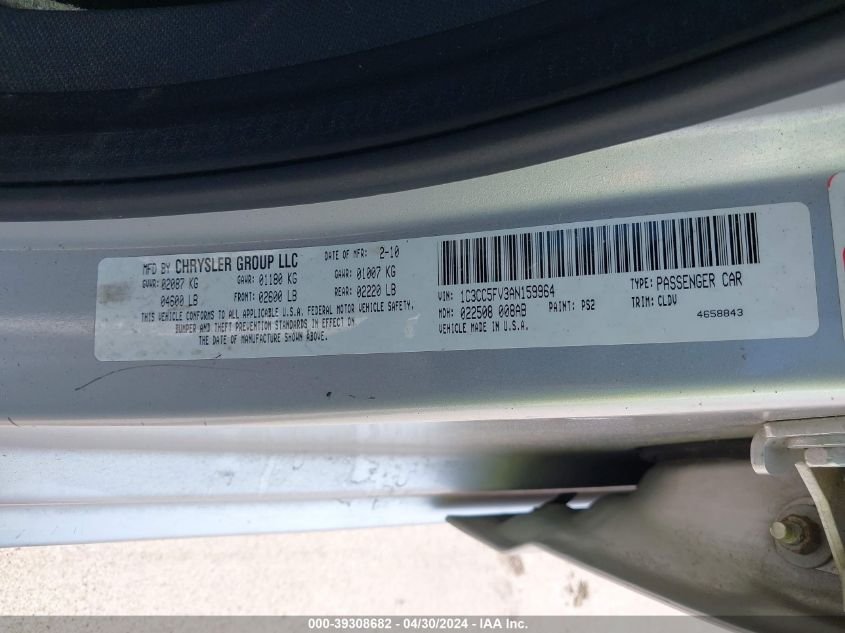 MFD BY CHRYSLER GROUP LLC DATE OF MFR: 2-10
GVWR: 02087 KG GAWR: 01180 KG GAWR: 01007 KG
04600 LB FRONT: 02600 LB REAR: 02220 LB
THIS VEHICLE CONFORMS TO ALL APPLICABLE U.S.A. FEDERAL MOTOR VEHICLE SAFETY,
BUMPER AND THEFT PREVENTION STANDARDS IN EFFECT ON
THE DATE OF MANUFACTURE SHOWN ABOVE.
VIN: 1C3CC5FV3AN159964 TYPE: PASSENGER CAR
MDH: 022508 008AB PAINT: PS2 TRIM: CLDV
VEHICLE MADE IN U.S.A. 4658843
000-39308682 - 04/30/2024 - IAA Inc.